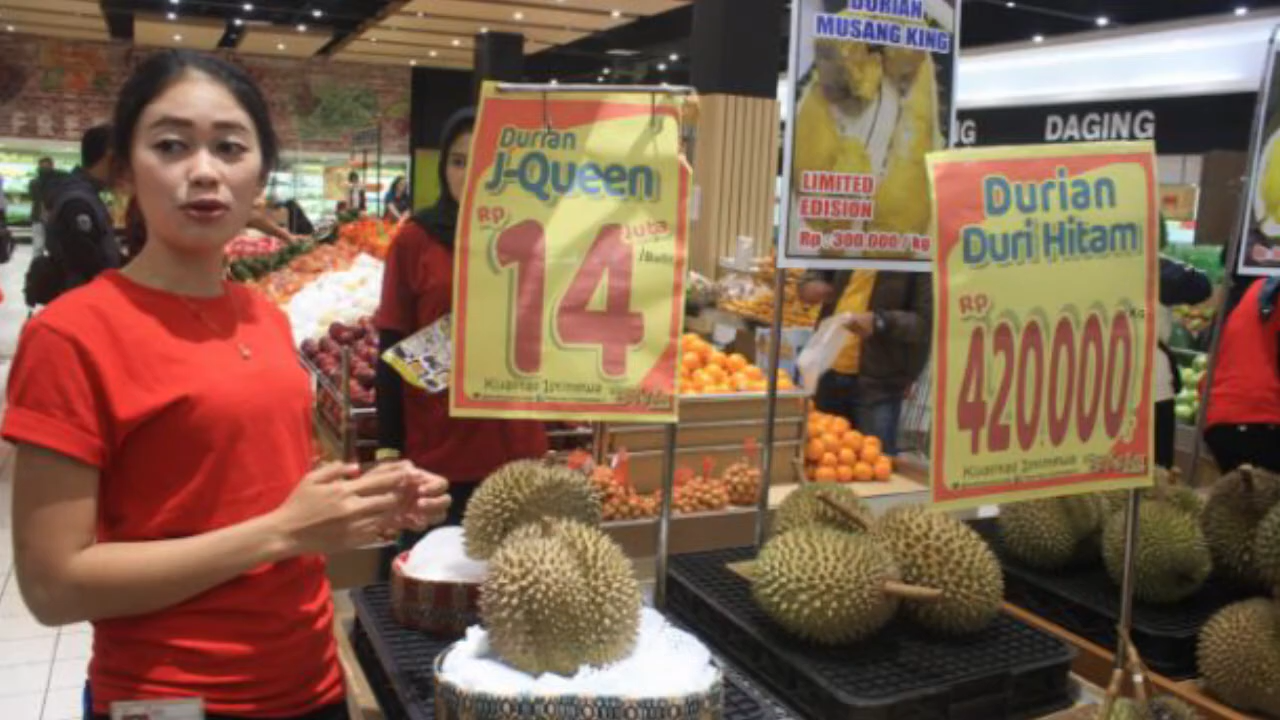 Durian
J-Queen
Rp
14 Juta
/Butir
DURIAN
MUSANG KING
LIMITED
EDISION
Rp : 300.000 / kg
DAGING
Durian
Duri Hitam
Rp
420000
Kg